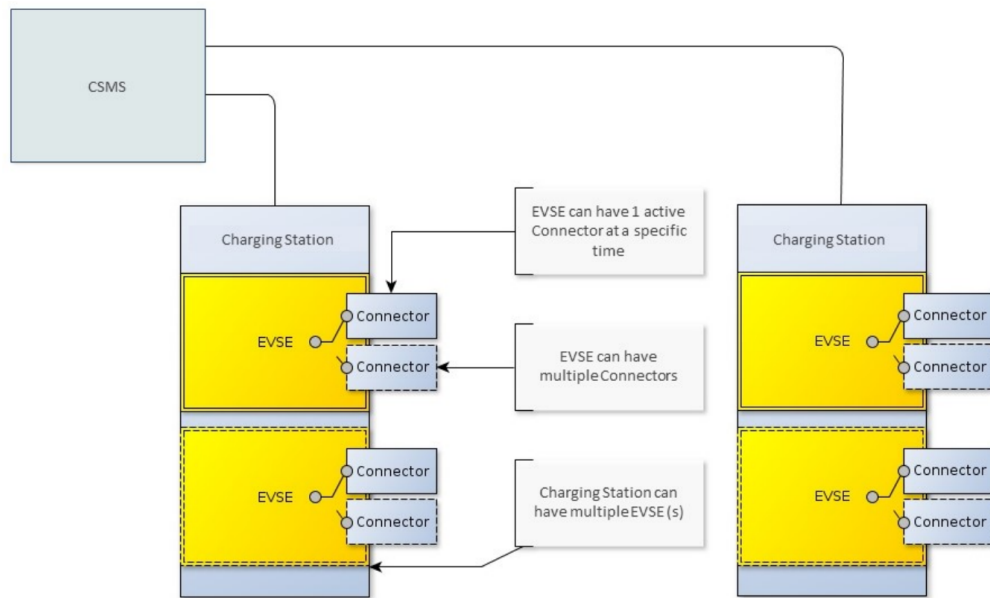 CSMS
Charging Station
EVSE
Connector
Connector
EVSE
Connector
Connector
EVSE can have 1 active
Connector at a specific
time
EVSE can have
multiple Connectors
Charging Station can
have multiple EVSE (s)
Charging Station
EVSE
Connector
Connector
EVSE
Connector
Connector